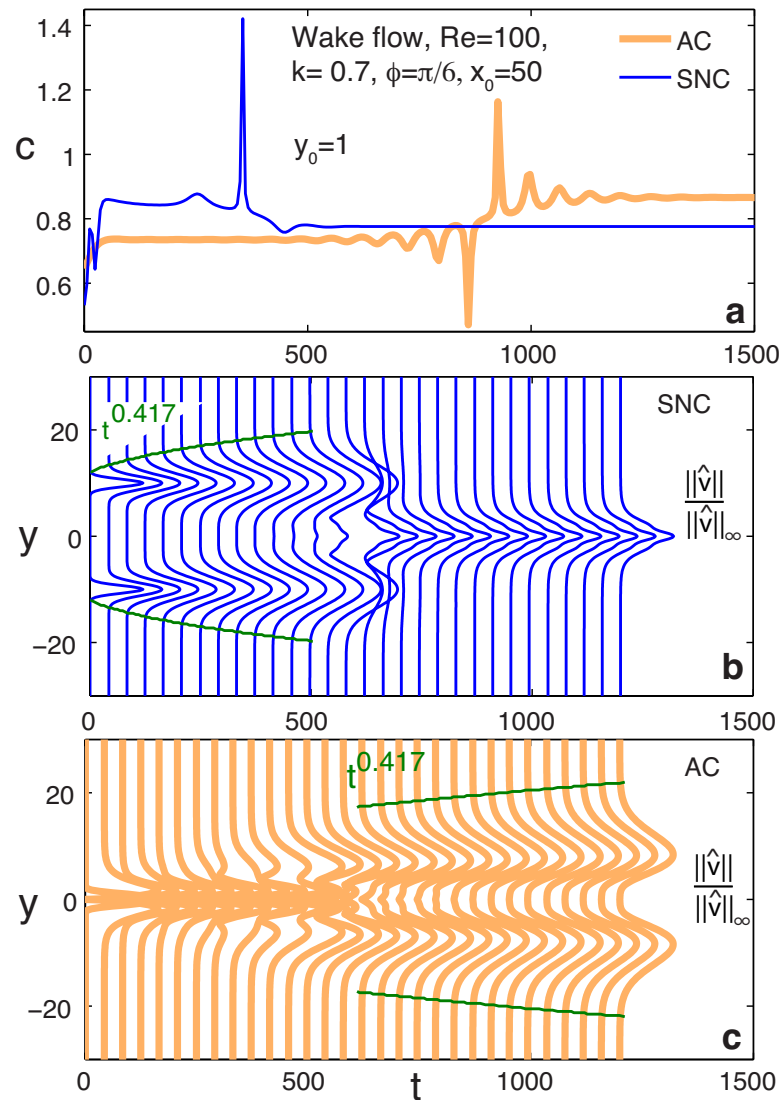 Wake flow, Re=100,
k= 0.7, ϕ=π/6, x₀=50
y₀=1
AC
SNC
c
1.4
1.2
1
0.8
0.6
0
500
1000
1500
a
t^0.417
SNC
||v̂||
||v̂||∞
y
20
0
−20
b
0
500
1000
1500
t^0.417
AC
||v̂||
||v̂||∞
y
20
0
−20
c
0
500
1000
1500
t